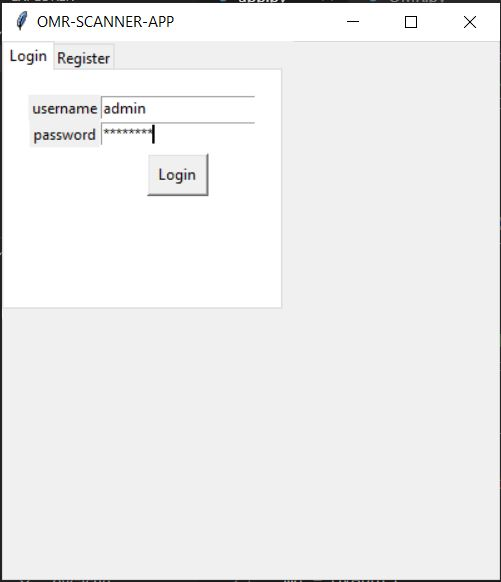 OMR-SCANNER-APP
Login Register
username admin
password ********
Login